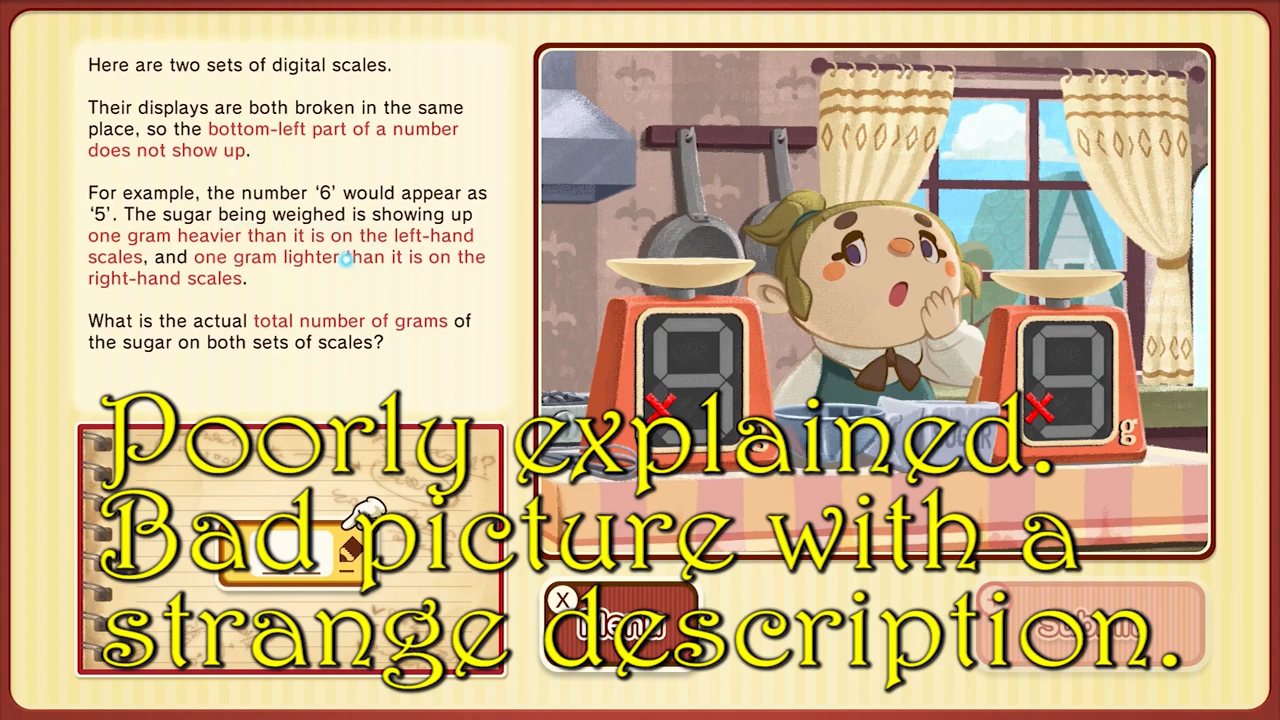 Here are two sets of digital scales.
Their displays are both broken in the same
place, so the bottom-left part of a number
does not show up.
For example, the number ‘6’ would appear as
‘5’. The sugar being weighed is showing up
one gram heavier than it is on the left-hand
scales, and one gram lighter than it is on the
right-hand scales.
What is the actual total number of grams of
the sugar on both sets of scales?
g
SUGAR
Poorly explained.
Bad picture with a
strange description.
X
Menu
Submit